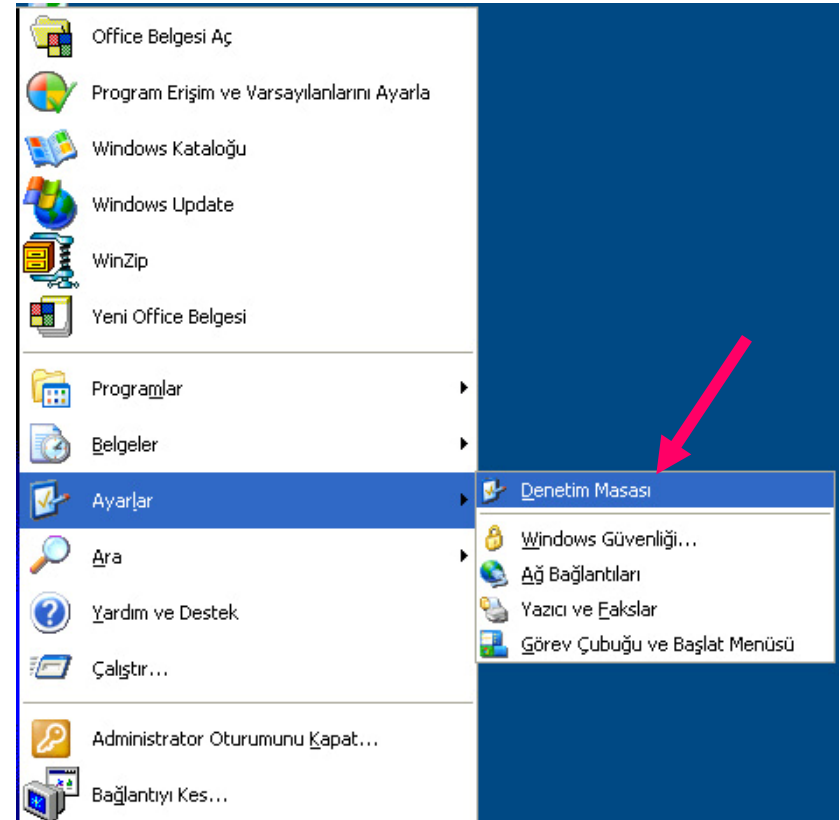 Office Belgesi Aç
Program Erişim ve Varsayılanlarını Ayarla
Windows Kataloğu
Windows Update
WinZip
Yeni Office Belgesi
Programlar
Belgeler
Ayarlar
Ara
Yardım ve Destek
Çalıştır...
Administrator Oturumunu Kapat...
Bağlantıyı Kes...
Denetim Masası
Windows Güvenliği...
Ağ Bağlantıları
Yazıcı ve Fakslar
Görev Çubuğu ve Başlat Menüsü